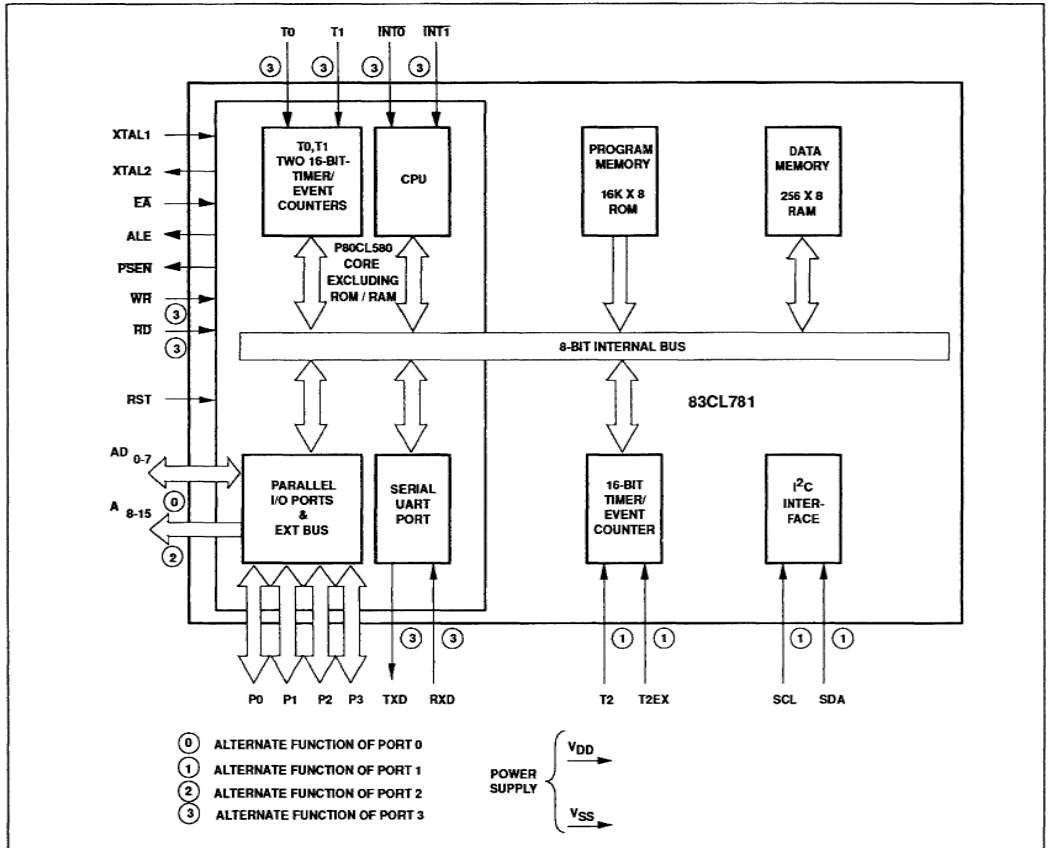 T0 T1 INT0 INT1
3 3 3 3
XTAL1
XTAL2
EA
ALE
PSEN
WR
3
RD
3
RST
AD 0-7
0
A 8-15
2
T0,T1
TWO 16-BIT-
TIMER/
EVENT
COUNTERS
CPU
P80CL580
CORE
EXCLUDING
ROM / RAM
PROGRAM
MEMORY
16K X 8
ROM
DATA
MEMORY
256 X 8
RAM
8-BIT INTERNAL BUS
83CL781
PARALLEL
I/O PORTS
&
EXT BUS
SERIAL
UART
PORT
16-BIT
TIMER/
EVENT
COUNTER
I2C
INTER-
FACE
3 3 1 1 1 1
P0 P1 P2 P3 TXD RXD T2 T2EX SCL SDA
0 ALTERNATE FUNCTION OF PORT 0
1 ALTERNATE FUNCTION OF PORT 1
2 ALTERNATE FUNCTION OF PORT 2
3 ALTERNATE FUNCTION OF PORT 3
POWER
SUPPLY
VDD
VSS